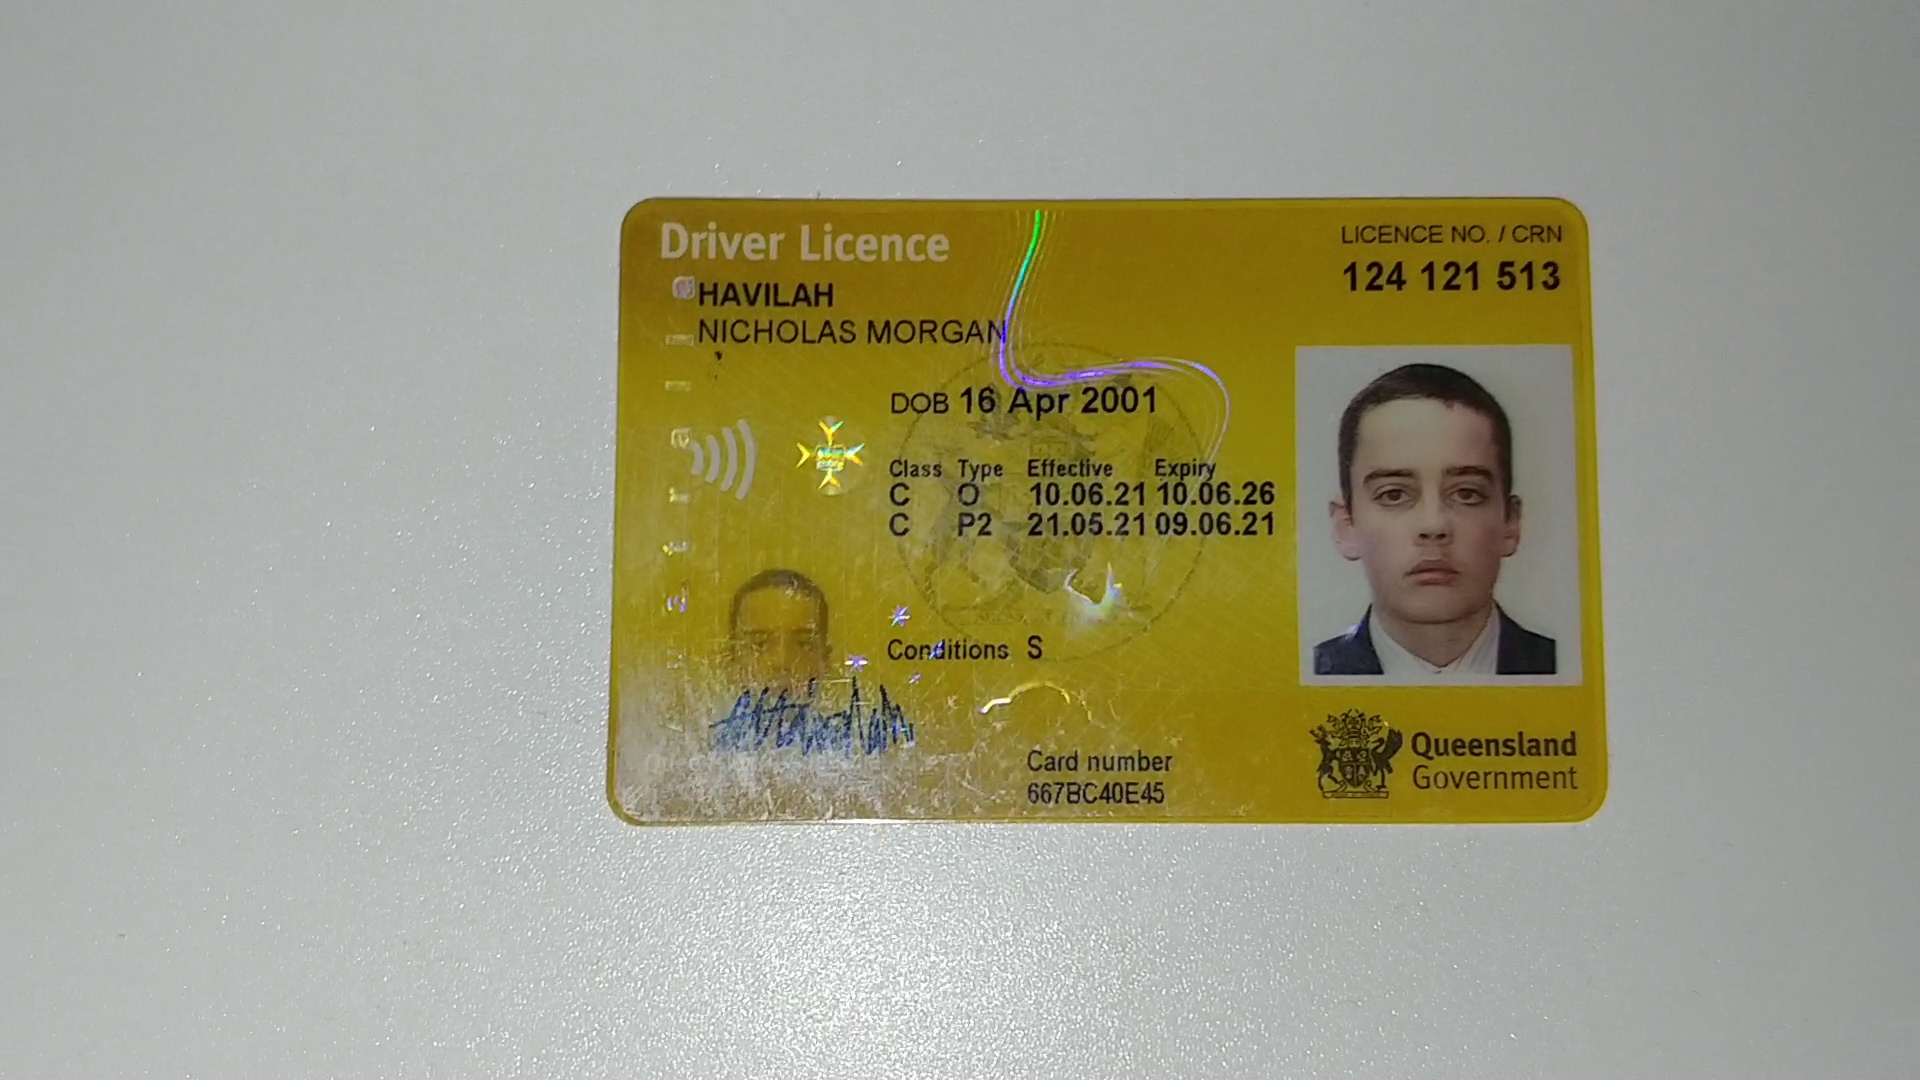 Driver Licence
LICENCE NO. / CRN
124 121 513
HAVILAH
NICHOLAS MORGAN
DOB 16 Apr 2001
Class Type Effective Expiry
C O 10.06.21 10.06.26
C P2 21.05.21 09.06.21
Conditions S
Card number
667BC40E45
Queensland
Government